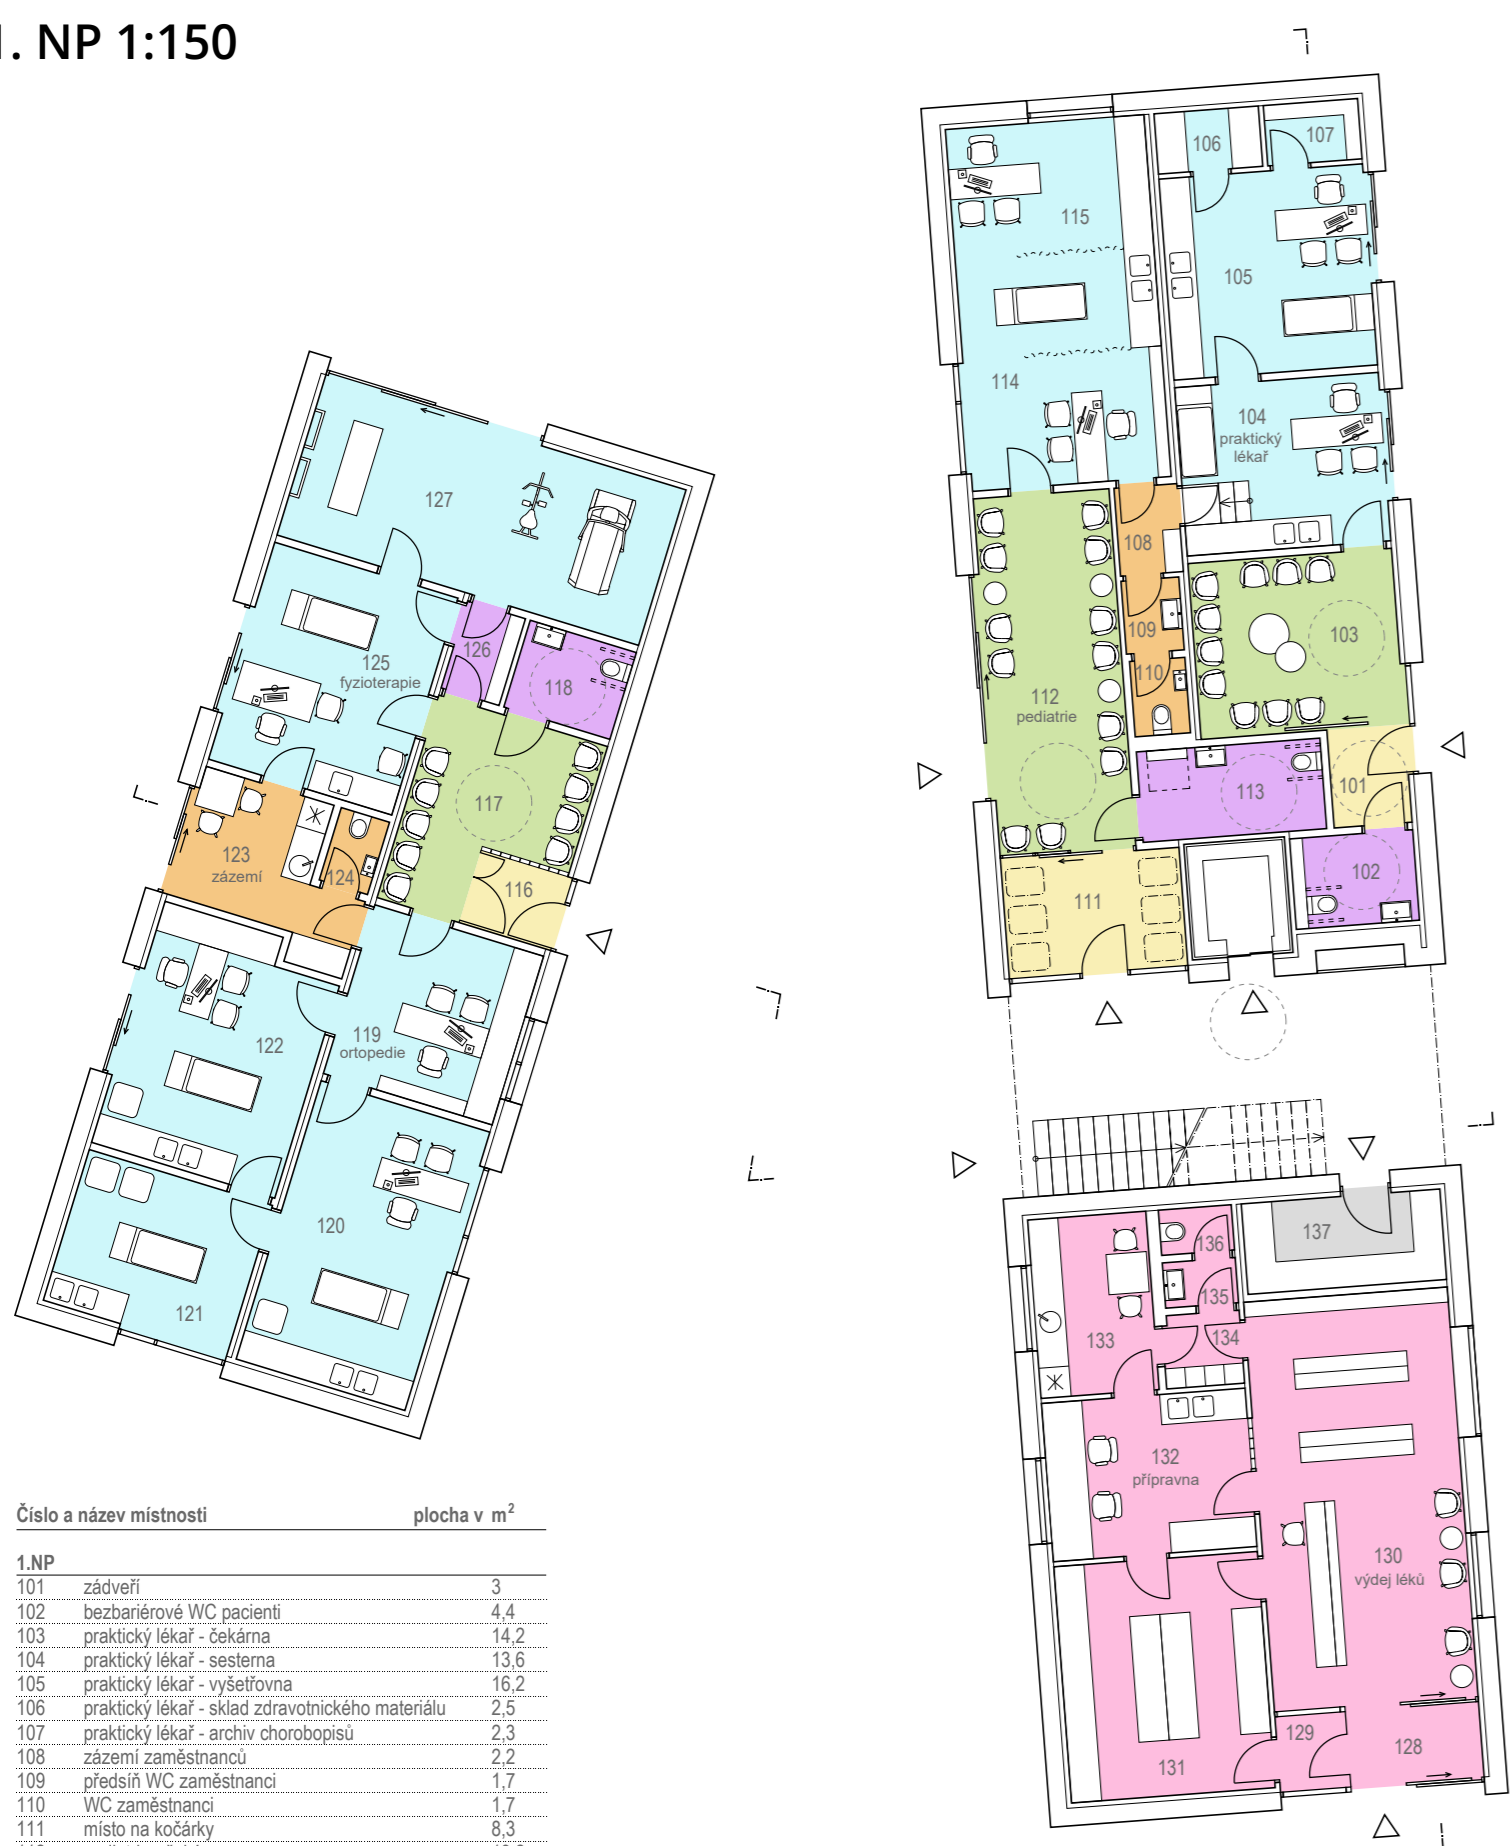 1. NP 1:150
106
107
115
105
114
104
praktický
lékař
127
108
103
109
126
125
fyzioterapie
110
118
112
pediatrie
101
113
117
123
zázemí
124
102
116
111
119
ortopedie
122
120
137
136
121
135
133
134
132
přípravna
130
výdej léků
129
128
131
Číslo a název místnosti plocha v m²
1.NP
101 zádveří 3
102 bezbariérové WC pacienti 4,4
103 praktický lékař - čekárna 14,2
104 praktický lékař - sesterna 13,6
105 praktický lékař - vyšetřovna 16,2
106 praktický lékař - sklad zdravotnického materiálu 2,5
107 praktický lékař - archiv chorobopisů 2,3
108 zázemí zaměstnanců 2,2
109 předsíň WC zaměstnanci 1,7
110 WC zaměstnanci 1,7
111 místo na kočárky 8,3